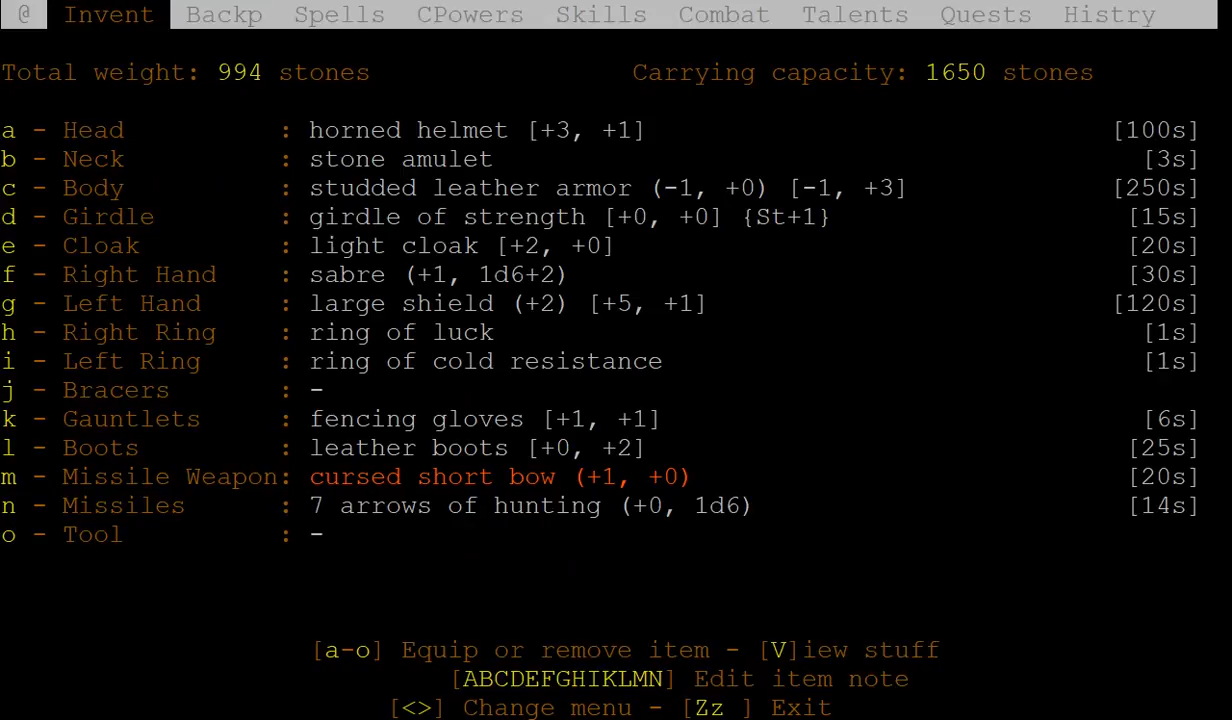 @ Invent Backp Spells CPowers Skills Combat Talents Quests Histry
Total weight: 994 stones Carrying capacity: 1650 stones
a - Head : horned helmet [+3, +1] [100s]
b - Neck : stone amulet [3s]
c - Body : studded leather armor (-1, +0) [-1, +3] [250s]
d - Girdle : girdle of strength [+0, +0] {St+1} [15s]
e - Cloak : light cloak [+2, +0] [20s]
f - Right Hand : sabre (+1, 1d6+2) [30s]
g - Left Hand : large shield (+2) [+5, +1] [120s]
h - Right Ring : ring of luck [1s]
i - Left Ring : ring of cold resistance [1s]
j - Bracers : -
k - Gauntlets : fencing gloves [+1, +1] [6s]
l - Boots : leather boots [+0, +2] [25s]
m - Missile Weapon: cursed short bow (+1, +0) [20s]
n - Missiles : 7 arrows of hunting (+0, 1d6) [14s]
o - Tool : -
[a-o] Equip or remove item - [V]iew stuff
[ABCDEFGHIKLMN] Edit item note
[<>] Change menu - [Zz ] Exit